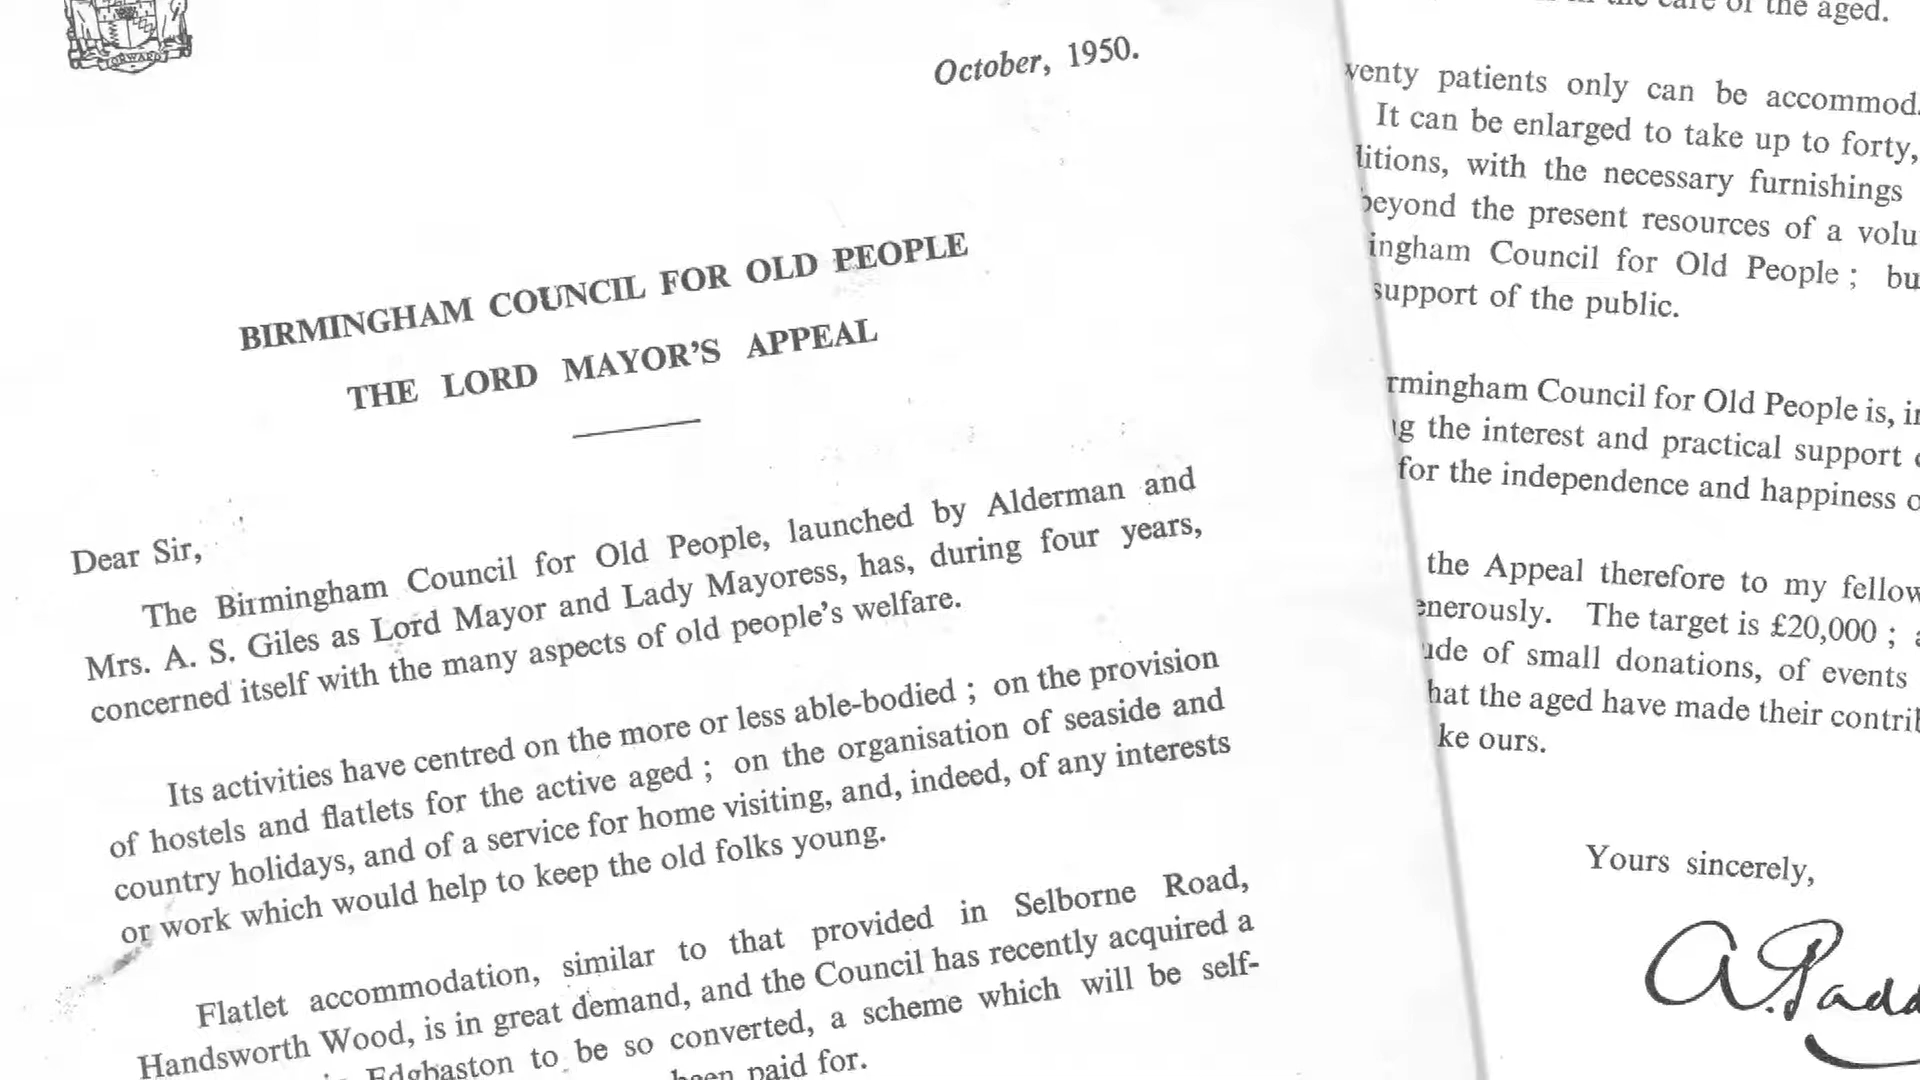 FORWARD
October, 1950.
BIRMINGHAM COUNCIL FOR OLD PEOPLE
THE LORD MAYOR’S APPEAL
Dear Sir,
The Birmingham Council for Old People, launched by Alderman and
Mrs. A. S. Giles as Lord Mayor and Lady Mayoress, has, during four years,
concerned itself with the many aspects of old people’s welfare.
Its activities have centred on the more or less able-bodied ; on the provision
of hostels and flatlets for the active aged ; on the organisation of seaside and
country holidays, and of a service for home visiting, and, indeed, of any interests
or work which would help to keep the old folks young.
Flatlet accommodation, similar to that provided in Selborne Road,
Handsworth Wood, is in great demand, and the Council has recently acquired a
Edgbaston to be so converted, a scheme which will be self-
been paid for.
the care of the aged.
wenty patients only can be accommod
It can be enlarged to take up to forty,
litions, with the necessary furnishings
beyond the present resources of a volu
ingham Council for Old People ; bu
support of the public.
rmingham Council for Old People is, in
g the interest and practical support
for the independence and happiness o
the Appeal therefore to my fellow
enerously. The target is £20,000 ; a
ude of small donations, of events
hat the aged have made their contrib
ke ours.
Yours sincerely,
A. Padd